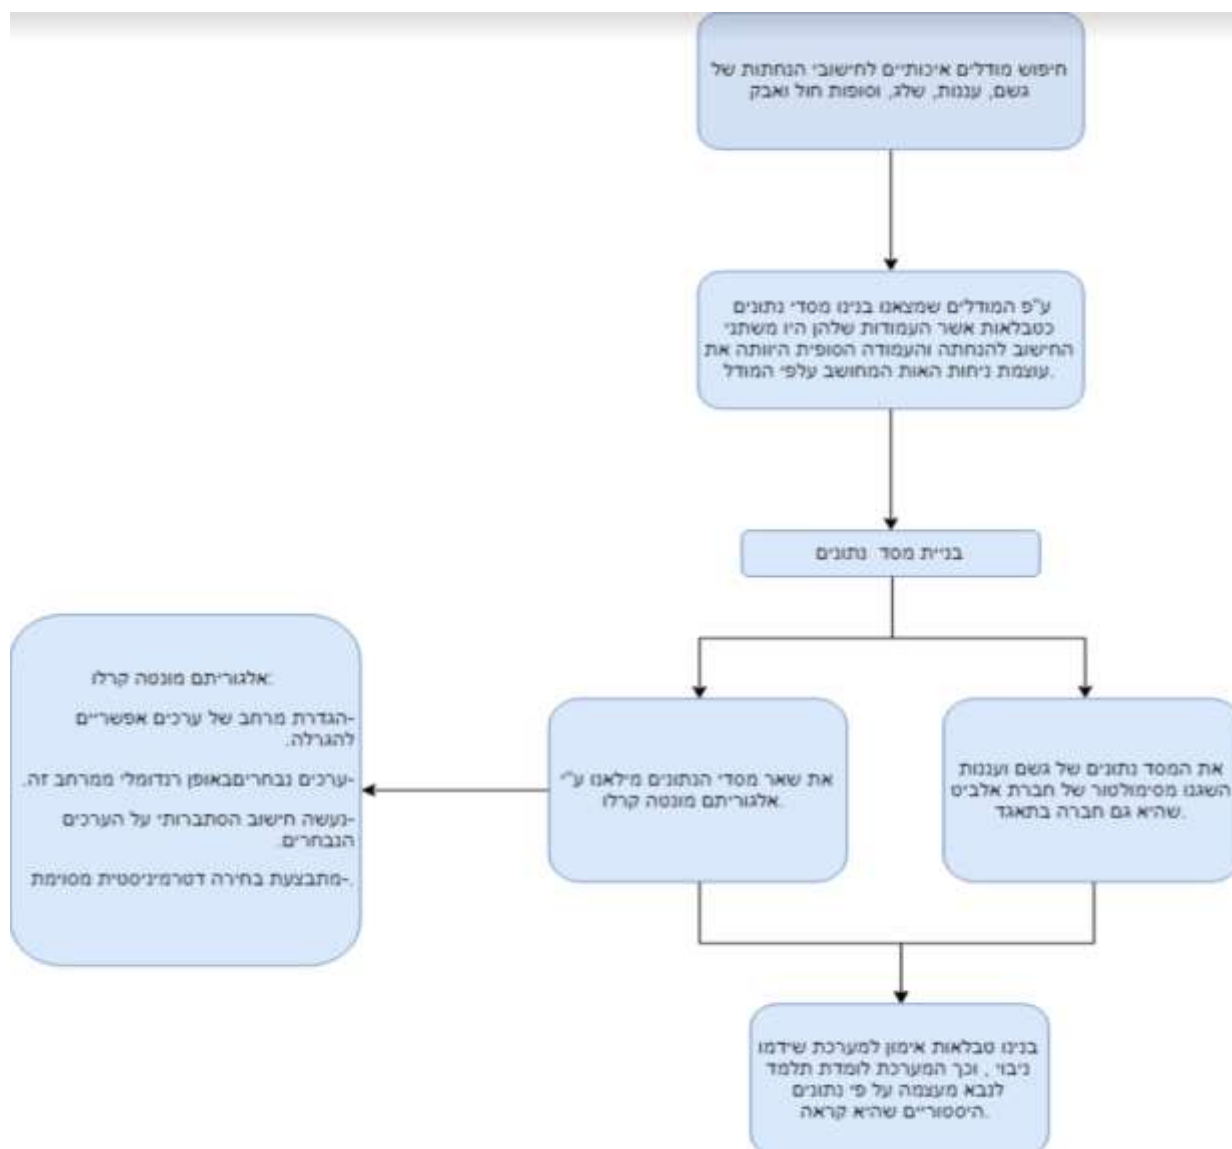 חיפוש מודלים איכותיים לחישובי הנחתות של
גשם, עננות, שלג, וסופות חול ואבק
ע"פ המודלים שמצאנו בנינו מסדי נתונים
כטבלאות אשר העמודות שלהן היו משתני
החישוב להנחתה והעמודה הסופית היוותה את
עוצמת ניחות האות המחושב עלפי המודל.
בניית מסד נתונים
את המסד נתונים של גשם ועננות
השגנו מסימולטור של חברת אלביט
שהיא גם חברה בתאגד.
את שאר מסדי הנתונים מילאנו ע"י
אלגוריתם מונטה קרלו.
אלגוריתם מונטה קרלו:
-הגדרת מרחב של ערכים אפשריים
להגרלה.
-ערכים נבחריםבאופן רנדומלי ממרחב זה.
-נעשה חישוב הסתברותי על הערכים
הנבחרים.
-מתבצעת בחירה דטרמיניסטית מסוימת.
בנינו טבלאות אימון למערכת שידמו
ניבוי , וכך המערכת לומדת תלמד
לנבא מעצמה על פי נתונים
היסטוריים שהיא קראה.